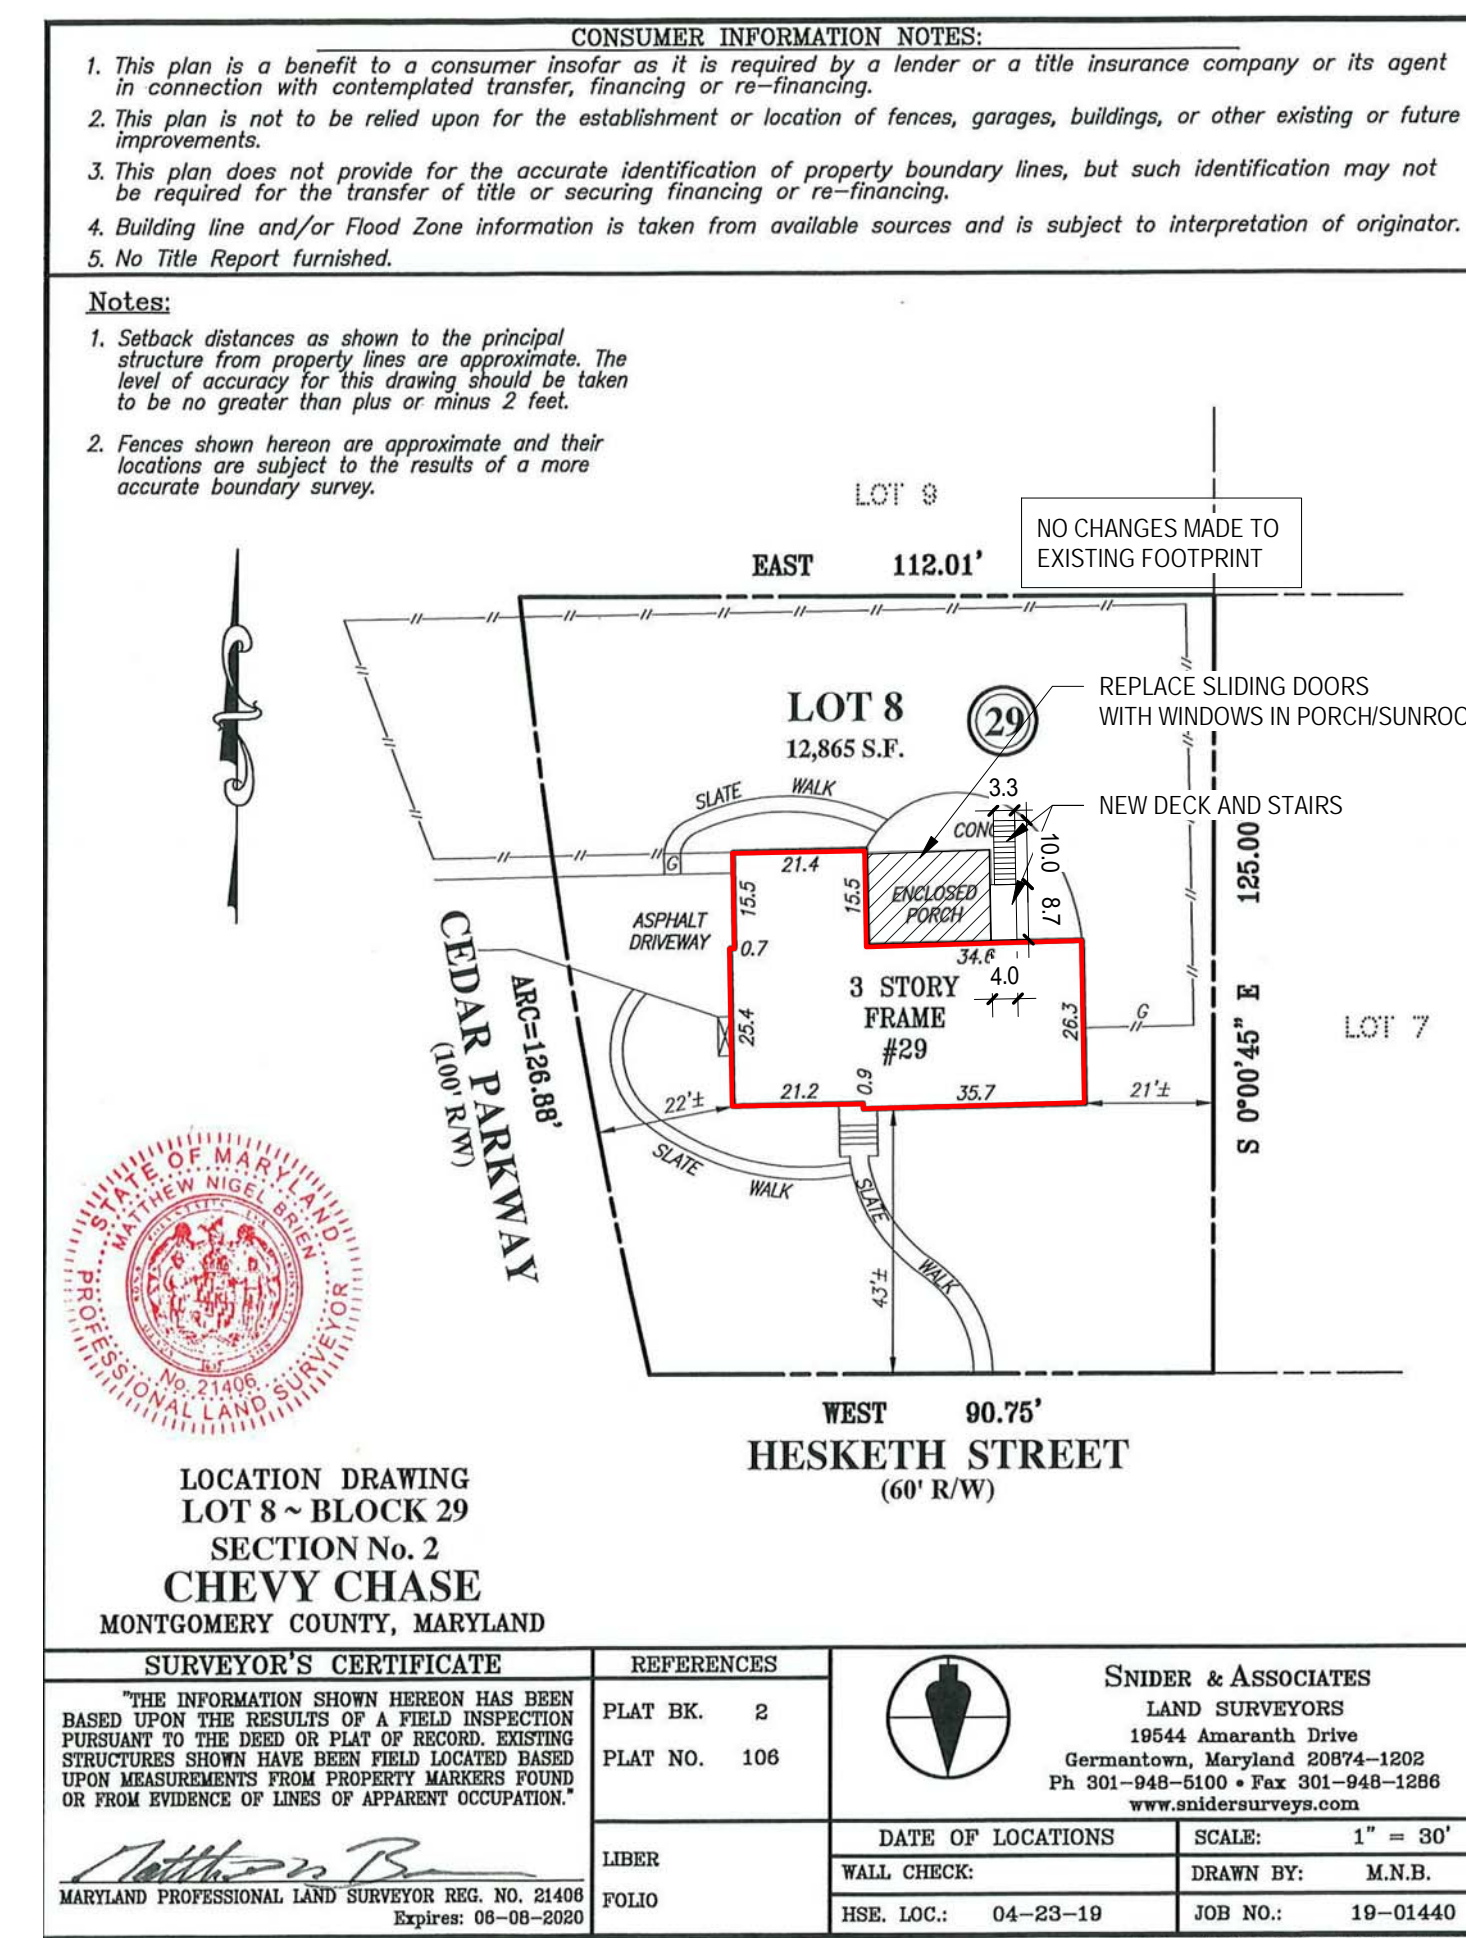 CONSUMER INFORMATION NOTES:
1. This plan is a benefit to a consumer insofar as it is required by a lender or a title insurance company or its agent
in connection with contemplated transfer, financing or re-financing.
2. This plan is not to be relied upon for the establishment or location of fences, garages, buildings, or other existing or future
improvements.
3. This plan does not provide for the accurate identification of property boundary lines, but such identification may not
be required for the transfer of title or securing financing or re-financing.
4. Building line and/or Flood Zone information is taken from available sources and is subject to interpretation of originator.
5. No Title Report furnished.
Notes:
1. Setback distances as shown to the principal
structure from property lines are approximate. The
level of accuracy for this drawing should be taken
to be no greater than plus or minus 2 feet.
2. Fences shown hereon are approximate and their
locations are subject to the results of a more
accurate boundary survey.
LOT 9
NO CHANGES MADE TO
EXISTING FOOTPRINT
EAST 112.01'
REPLACE SLIDING DOORS
WITH WINDOWS IN PORCH/SUNROO
LOT 8
29
12,865 S.F.
SLATE WALK
3.3
NEW DECK AND STAIRS
CONC
10.0
8.7
125.00
S 0°00'45" E
G
21.4
15.5
15.5
ENCLOSED
PORCH
ASPHALT
DRIVEWAY
0.7
34.6
4.0
3 STORY
FRAME
#29
25.4
26.3
G
LOT 7
CEDAR PARKWAY
(100' R/W)
ARC=126.88'
22'±
21.2
0.9
35.7
21'±
SLATE
WALK
SLATE
WALK
43'±
STATE OF MARYLAND
MATTHEW NIGEL BRIEN
No. 21406
PROFESSIONAL LAND SURVEYOR
WEST 90.75'
HESKETH STREET
(60' R/W)
LOCATION DRAWING
LOT 8 ~ BLOCK 29
SECTION No. 2
CHEVY CHASE
MONTGOMERY COUNTY, MARYLAND
SURVEYOR'S CERTIFICATE
"THE INFORMATION SHOWN HEREON HAS BEEN
BASED UPON THE RESULTS OF A FIELD INSPECTION
PURSUANT TO THE DEED OR PLAT OF RECORD. EXISTING
STRUCTURES SHOWN HAVE BEEN FIELD LOCATED BASED
UPON MEASUREMENTS FROM PROPERTY MARKERS FOUND
OR FROM EVIDENCE OF LINES OF APPARENT OCCUPATION."
MARYLAND PROFESSIONAL LAND SURVEYOR REG. NO. 21406
Expires: 06-08-2020
REFERENCES
PLAT BK. 2
PLAT NO. 106
LIBER
FOLIO
SNIDER & ASSOCIATES
LAND SURVEYORS
19544 Amaranth Drive
Germantown, Maryland 20874-1202
Ph 301-948-5100 • Fax 301-948-1286
www.snidersurveys.com
DATE OF LOCATIONS
WALL CHECK:
HSE. LOC.: 04-23-19
SCALE: 1" = 30'
DRAWN BY: M.N.B.
JOB NO.: 19-01440